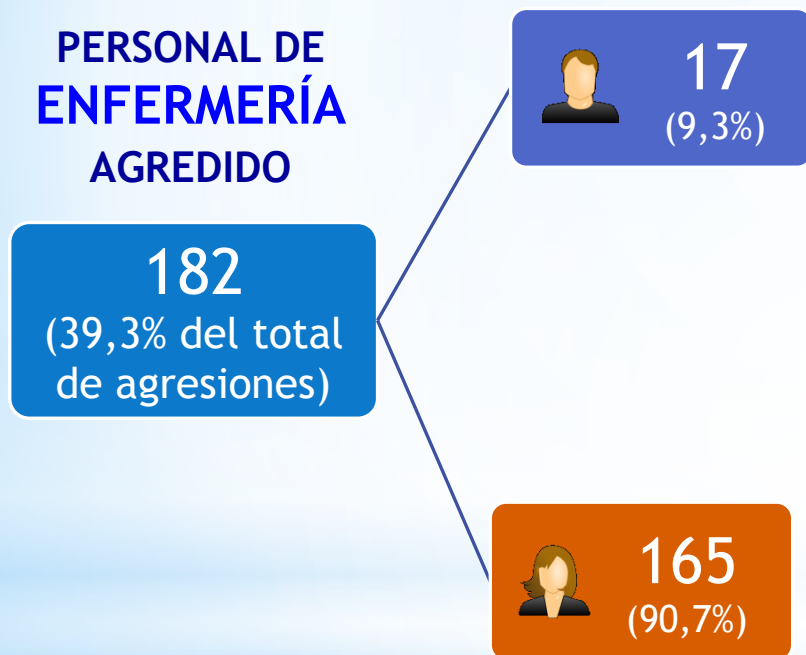 PERSONAL DE
ENFERMERÍA
AGREDIDO
182
(39,3% del total
de agresiones)
17
(9,3%)
165
(90,7%)